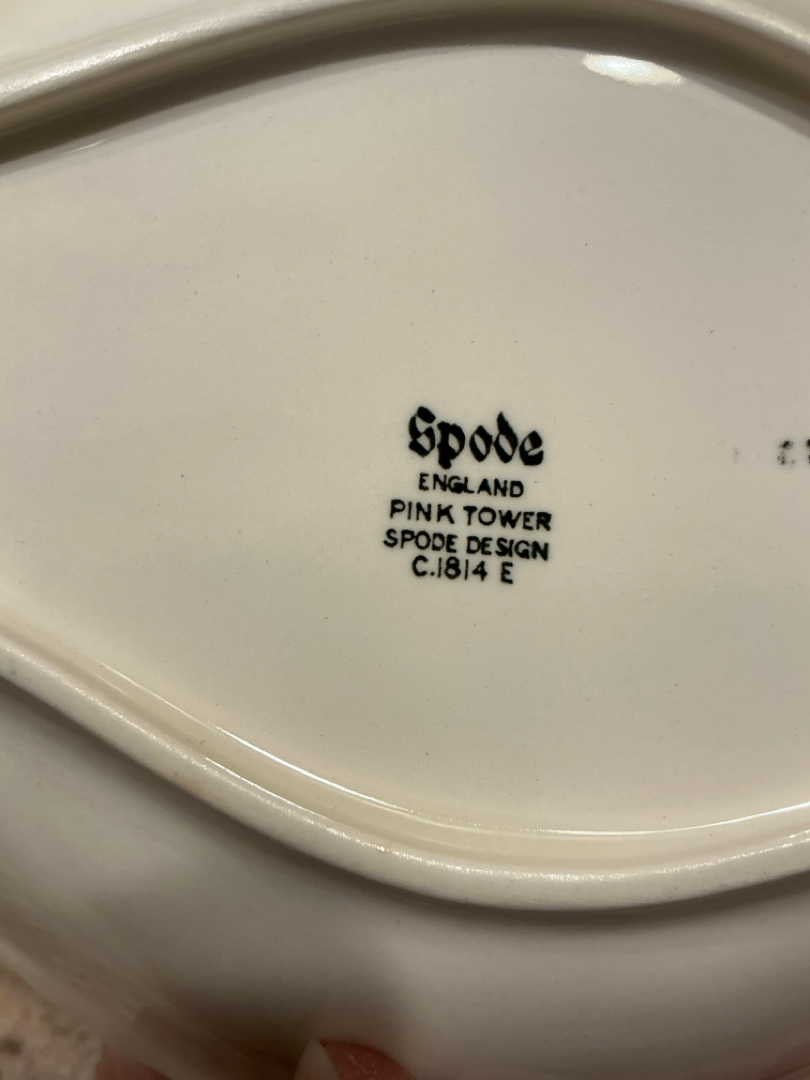 Spode
ENGLAND
PINK TOWER
SPODE DESIGN
C.1814 E